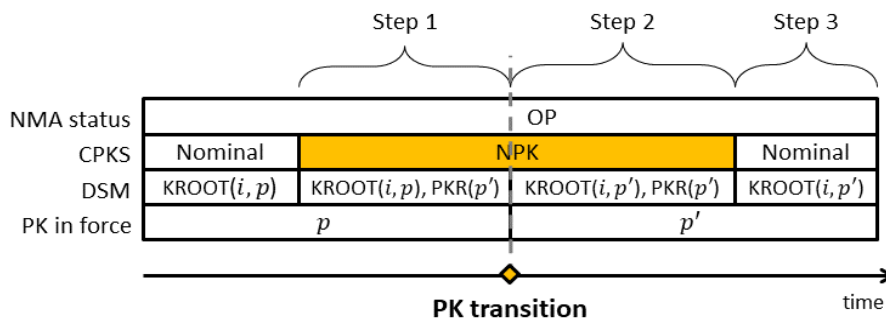 Step 1 Step 2 Step 3
NMA status OP
CPKS Nominal NPK Nominal
DSM KROOT(i, p) KROOT(i, p), PKR(p′) KROOT(i, p′), PKR(p′) KROOT(i, p′)
PK in force p p′
time
PK transition